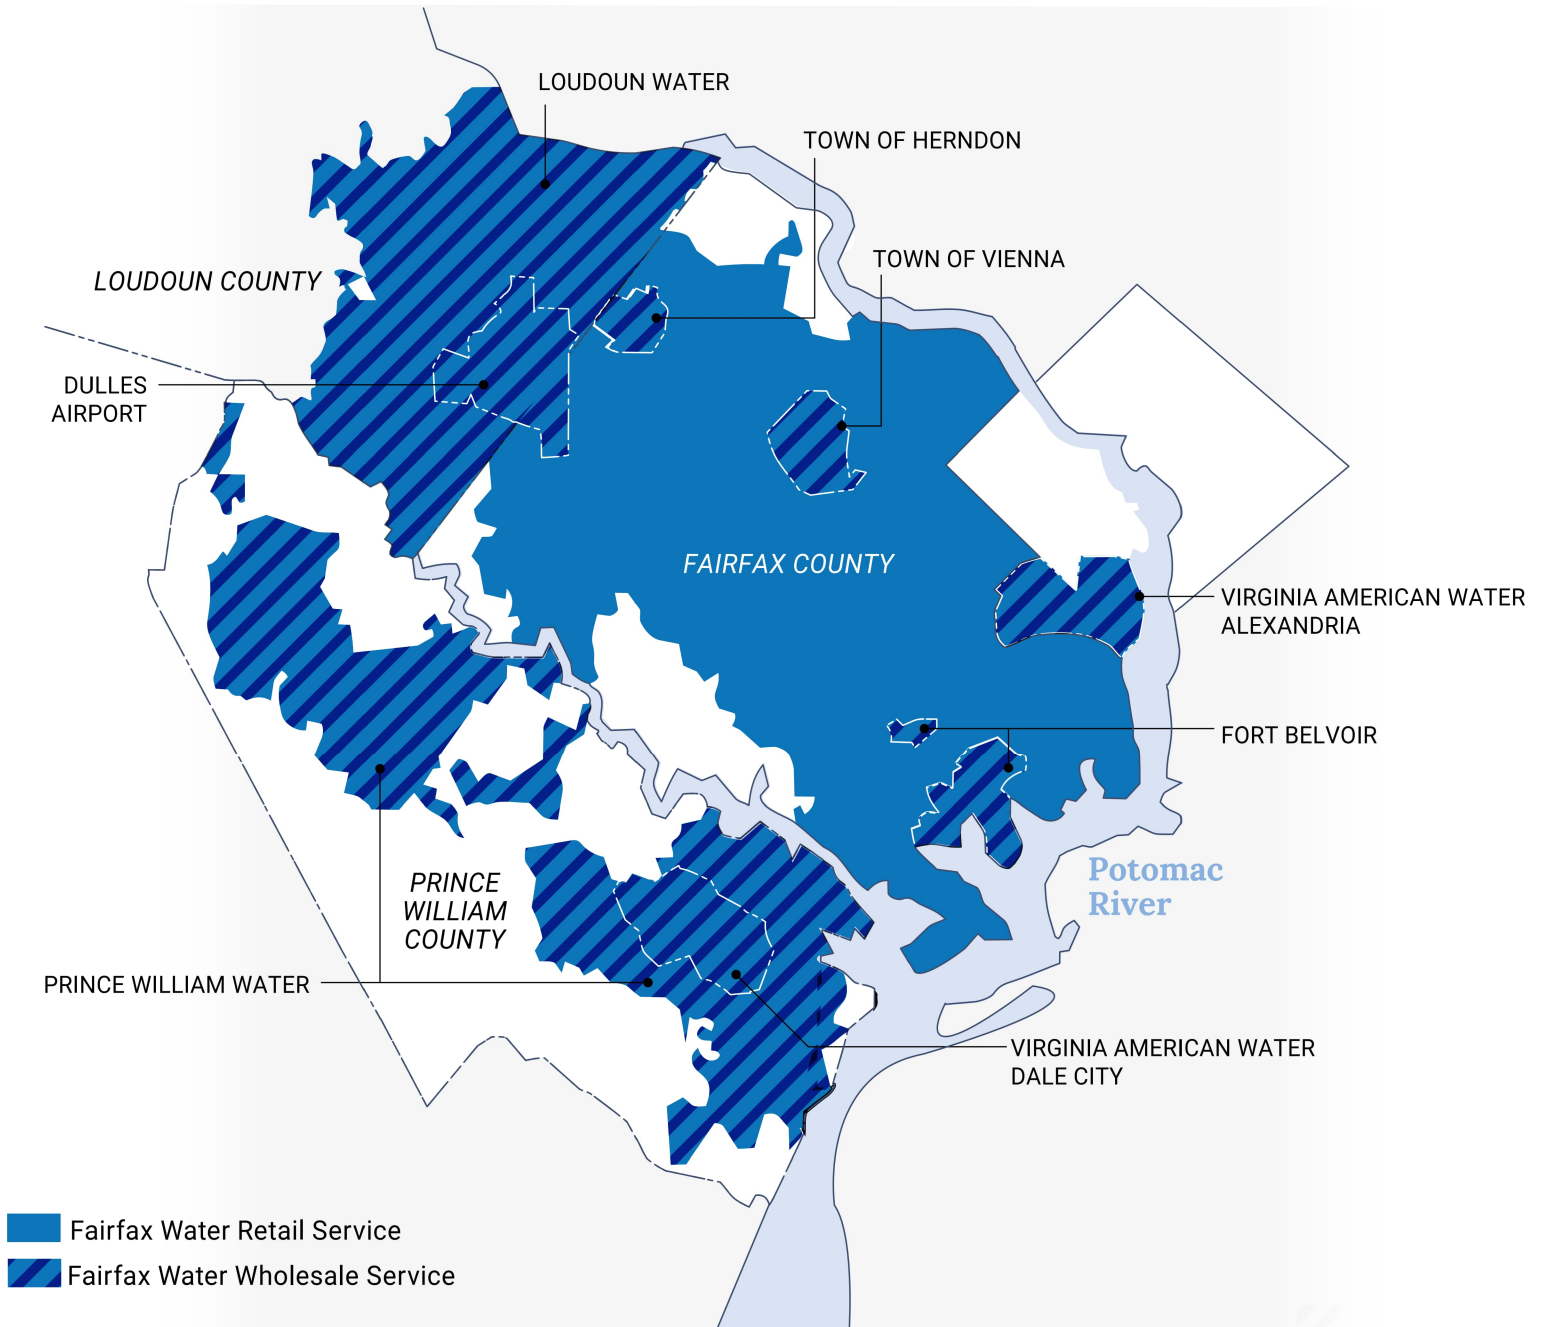 LOUDOUN WATER
TOWN OF HERNDON
TOWN OF VIENNA
LOUDOUN COUNTY
DULLES
AIRPORT
FAIRFAX COUNTY
VIRGINIA AMERICAN WATER
ALEXANDRIA
FORT BELVOIR
Potomac
River
PRINCE
WILLIAM
COUNTY
PRINCE WILLIAM WATER
VIRGINIA AMERICAN WATER
DALE CITY
Fairfax Water Retail Service
Fairfax Water Wholesale Service